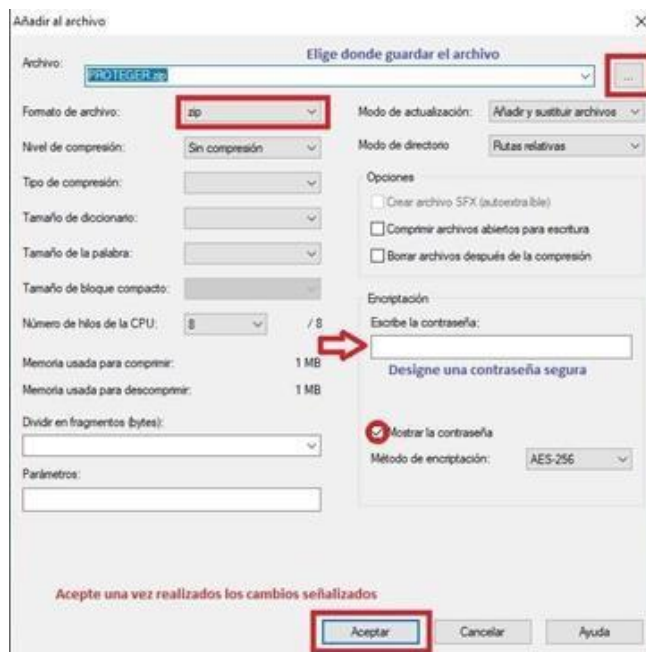 Añadir al archivo
Elige donde guardar el archivo
Archivo:
PROTEGER.zip
...
Formato de archivo:
zip
Modo de actualización:
Añadir y sustituir archivos
Nivel de compresión:
Sin compresión
Modo de directorio
Rutas relativas
Tipo de compresión:
Opciones
Crear archivo SFX (autoextraíble)
Tamaño de diccionario:
Comprimir archivos abiertos para escritura
Tamaño de la palabra:
Borrar archivos después de la compresión
Tamaño de bloque compacto:
Encriptación
Número de hilos de la CPU:
8
/ 8
Escribe la contraseña:
Memoria usada para comprimir:
1 MB
Designe una contraseña segura
Memoria usada para descomprimir:
1 MB
Dividir en fragmentos (bytes):
Mostrar la contraseña
Método de encriptación:
AES-256
Parámetros:
Acepte una vez realizados los cambios señalizados
Aceptar
Cancelar
Ayuda